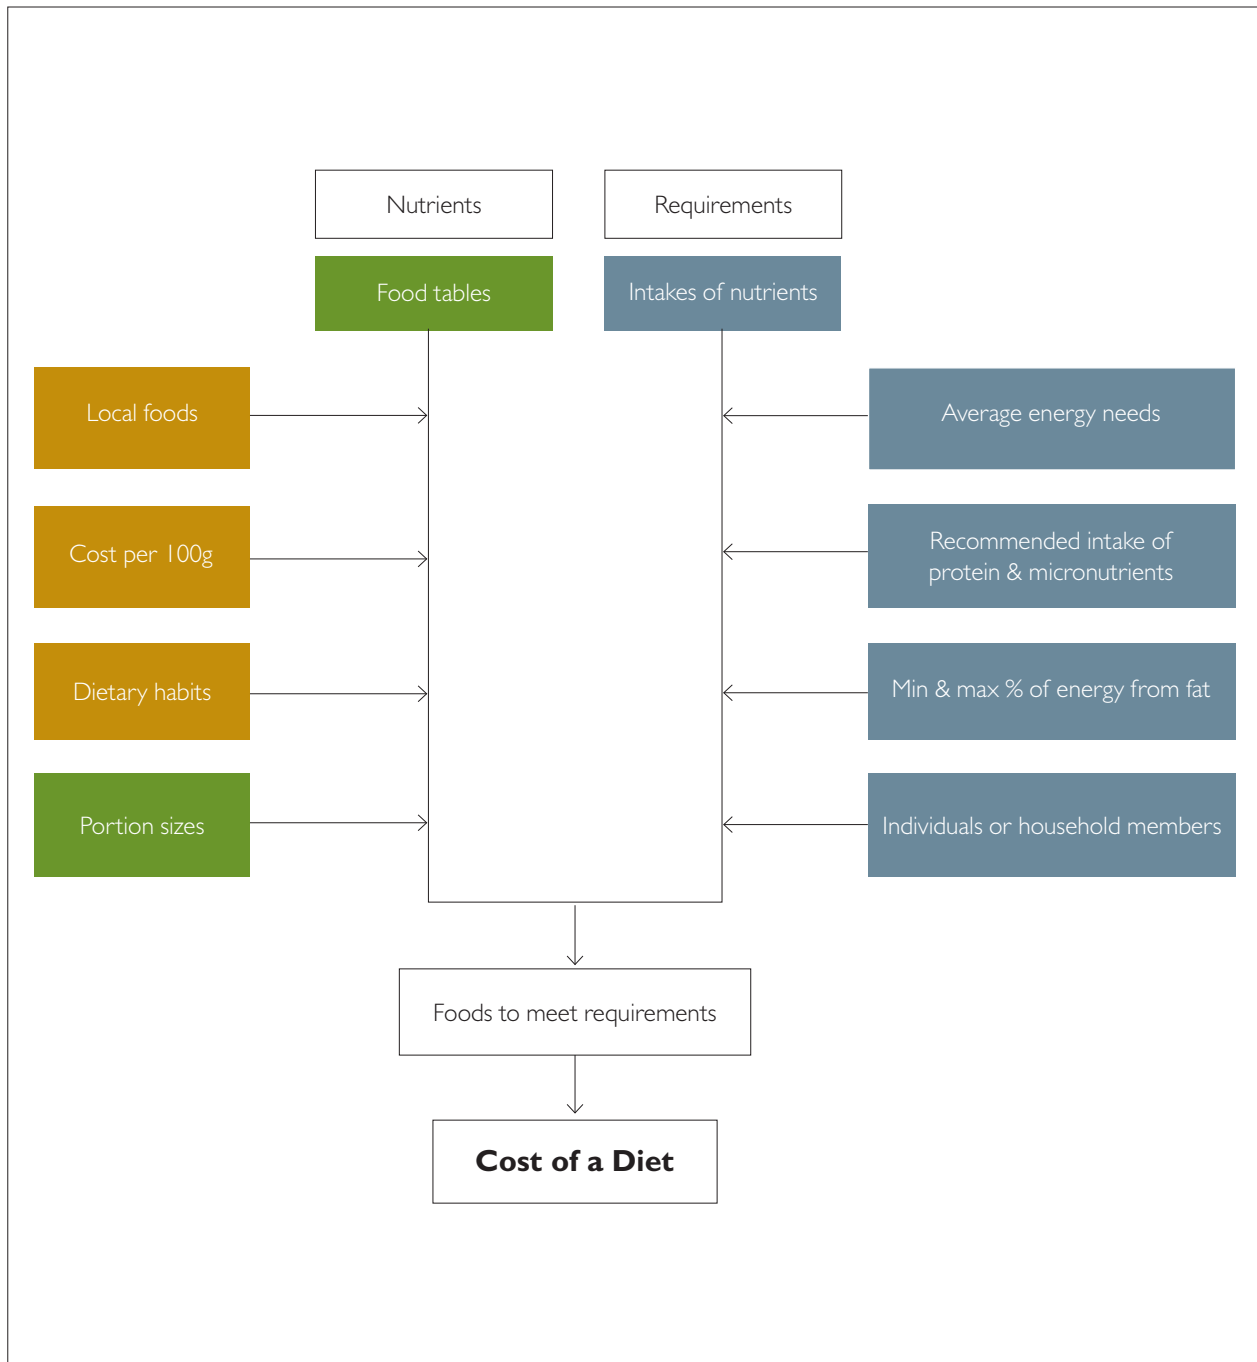 Nutrients
Requirements
Food tables
Intakes of nutrients
Local foods
Average energy needs
Cost per 100g
Recommended intake of
protein & micronutrients
Dietary habits
Min & max % of energy from fat
Portion sizes
Individuals or household members
Foods to meet requirements
Cost of a Diet